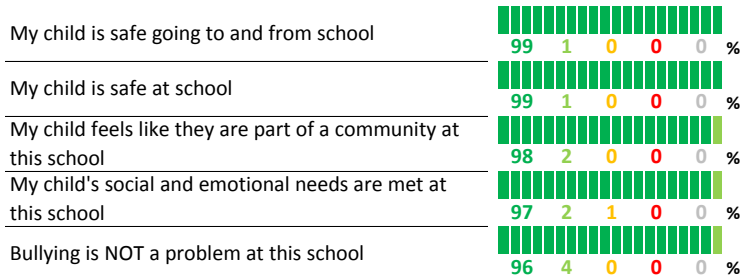 My child is safe going to and from school
99 1 0 0 0 %
My child is safe at school
99 1 0 0 0 %
My child feels like they are part of a community at
this school
98 2 0 0 0 %
My child's social and emotional needs are met at
this school
97 2 1 0 0 %
Bullying is NOT a problem at this school
96 4 0 0 0 %